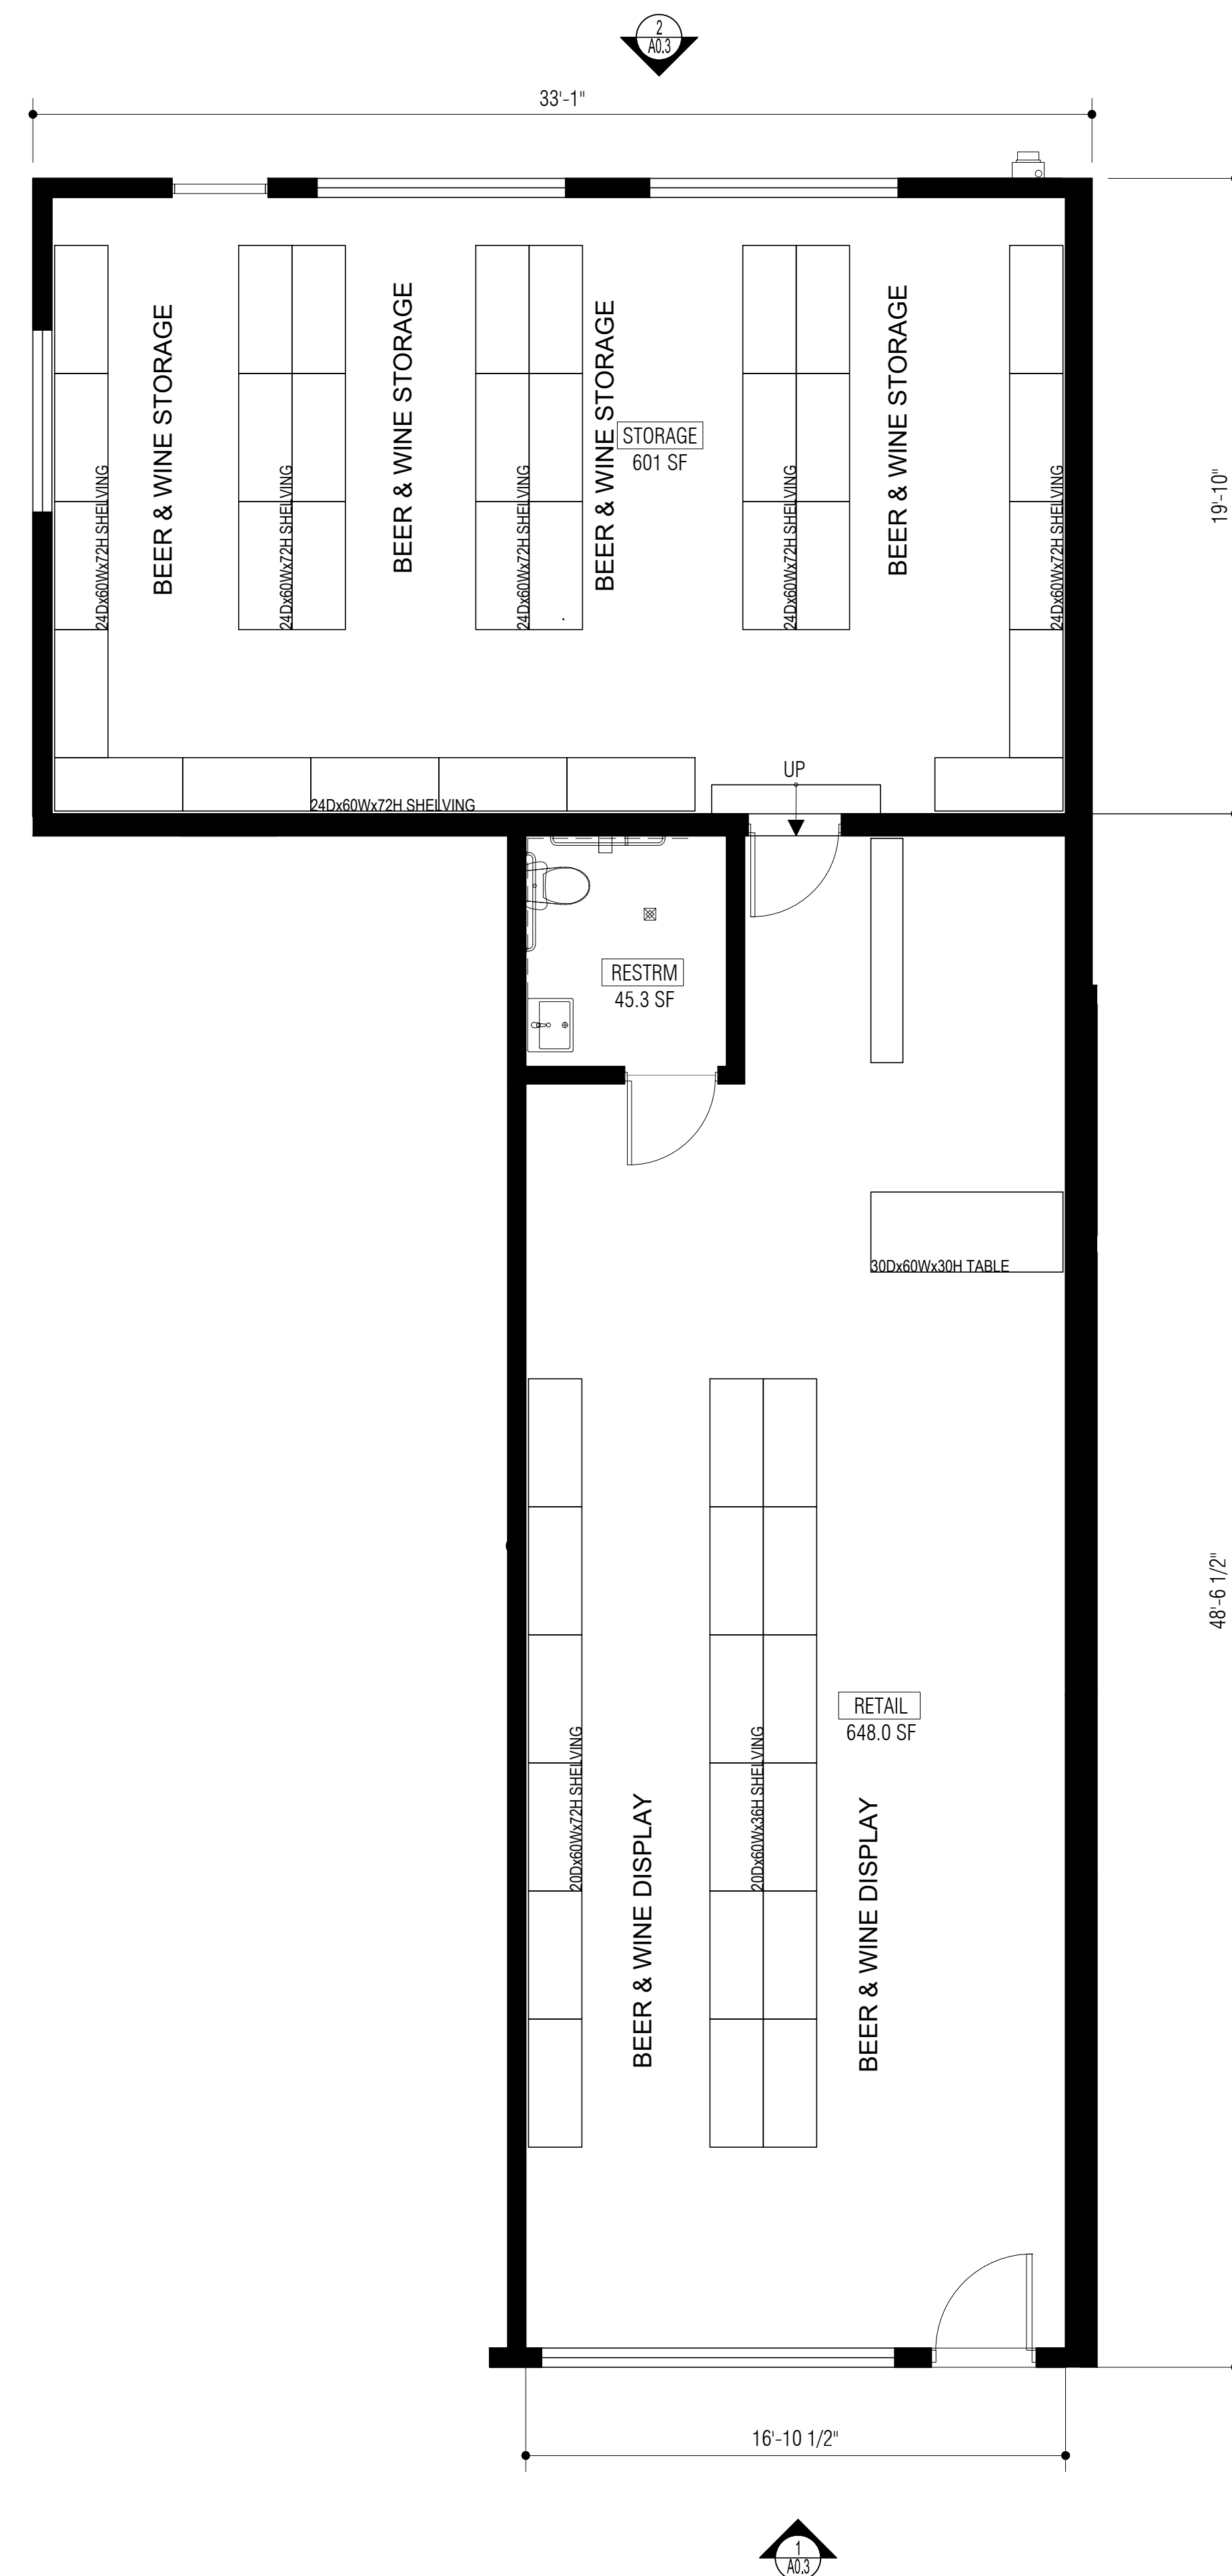 2
A0.3
33'-1"
BEER & WINE STORAGE
BEER & WINE STORAGE
BEER & WINE STORAGE
BEER & WINE STORAGE
STORAGE
601 SF
24Dx60Wx72H SHELVING
24Dx60Wx72H SHELVING
24Dx60Wx72H SHELVING
24Dx60Wx72H SHELVING
24Dx60Wx72H SHELVING
19'-10"
UP
24Dx60Wx72H SHELVING
RESTRM
45.3 SF
30Dx60Wx30H TABLE
48'-6 1/2"
RETAIL
648.0 SF
20Dx60Wx72H SHELVING
20Dx60Wx36H SHELVING
BEER & WINE DISPLAY
BEER & WINE DISPLAY
16'-10 1/2"
1
A0.3